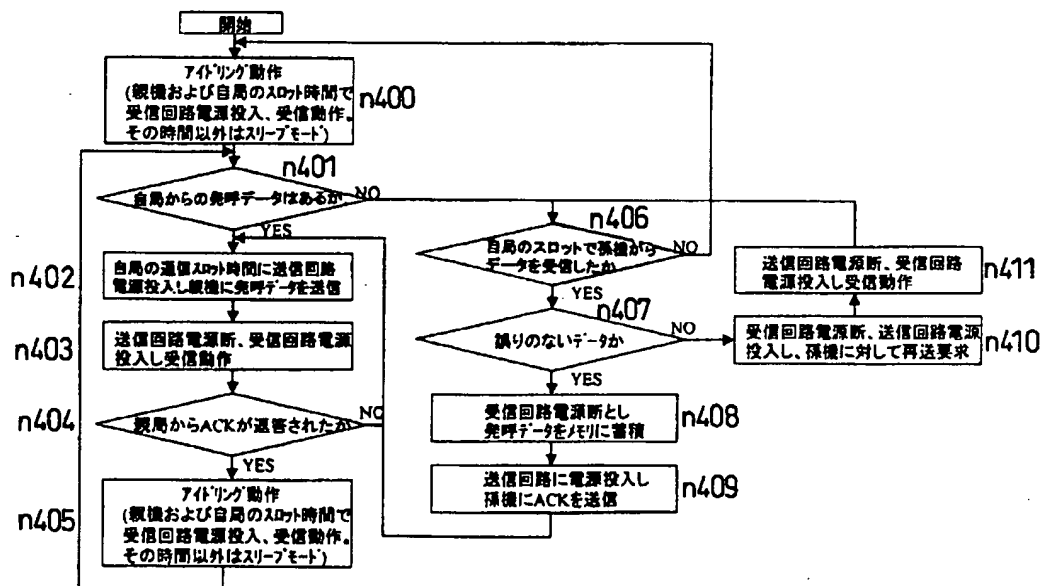 開始
アイドリング動作
(親機および自局のスロット時間で
受信回路電源投入、受信動作。
その時間以外はスリープモード)
n400
n401
自局からの発呼データはあるか
NO
YES
n402
自局の通信スロット時間に送信回路
電源投入し親機に発呼データを送信
n403
送信回路電源断、受信回路電源
投入し受信動作
n404
親局からACKが返答されたか
NO
YES
n405
アイドリング動作
(親機および自局のスロット時間で
受信回路電源投入、受信動作。
その時間以外はスリープモード)
n406
自局のスロットで孫機から
データを受信したか
NO
YES
n407
誤りのないデータか
NO
YES
n408
受信回路電源断とし
発呼データをメモリに蓄積
n409
送信回路に電源投入し
孫機にACKを送信
n411
送信回路電源断、受信回路
電源投入し受信動作
n410
受信回路電源断、送信回路電源
投入し、孫機に対して再送要求